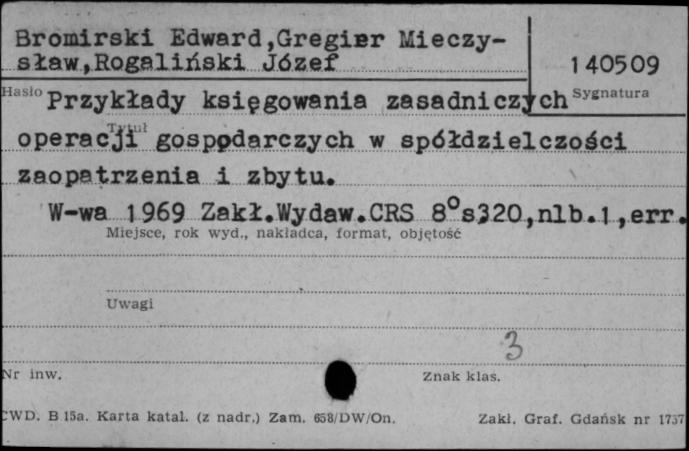 Bromirski Edward,Gregier Mieczy-
sław,Rogaliński Józef
140509
Hasło
Sygnatura
Przykłady księgowania zasadniczych
Tytuł
operacji gospodarczych w spółdzielczości
zaopatrzenia i zbytu.
W-wa 1969 Zakł.Wydaw.CRS 8°s320,nlb.1,err.
Miejsce, rok wyd., nakładca, format, objętość
Uwagi
3
Nr inw.
Znak klas.
CWD. B 15a. Karta katal. (z nadr.) Zam. 658/DW/On.
Zakł. Graf. Gdańsk nr 1737